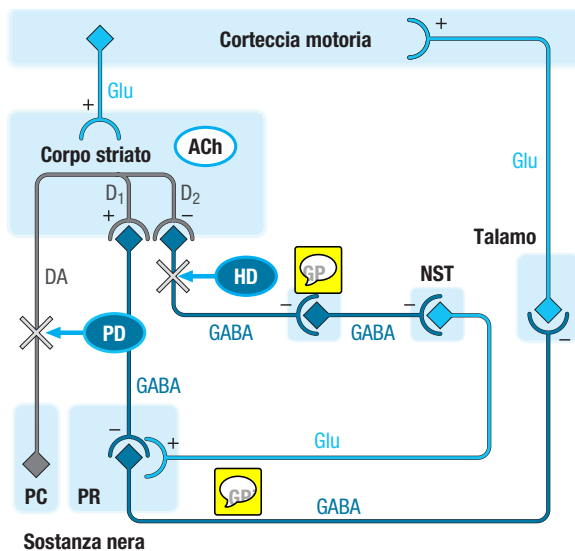 Corteccia motoria
+
+
Glu
Corpo striato
ACh
D1
D2
+
−
Glu
Talamo
DA
HD
GP
NST
PD
−
−
−
GABA
GABA
GABA
−
+
Glu
PC
PR
GABA
Sostanza nera